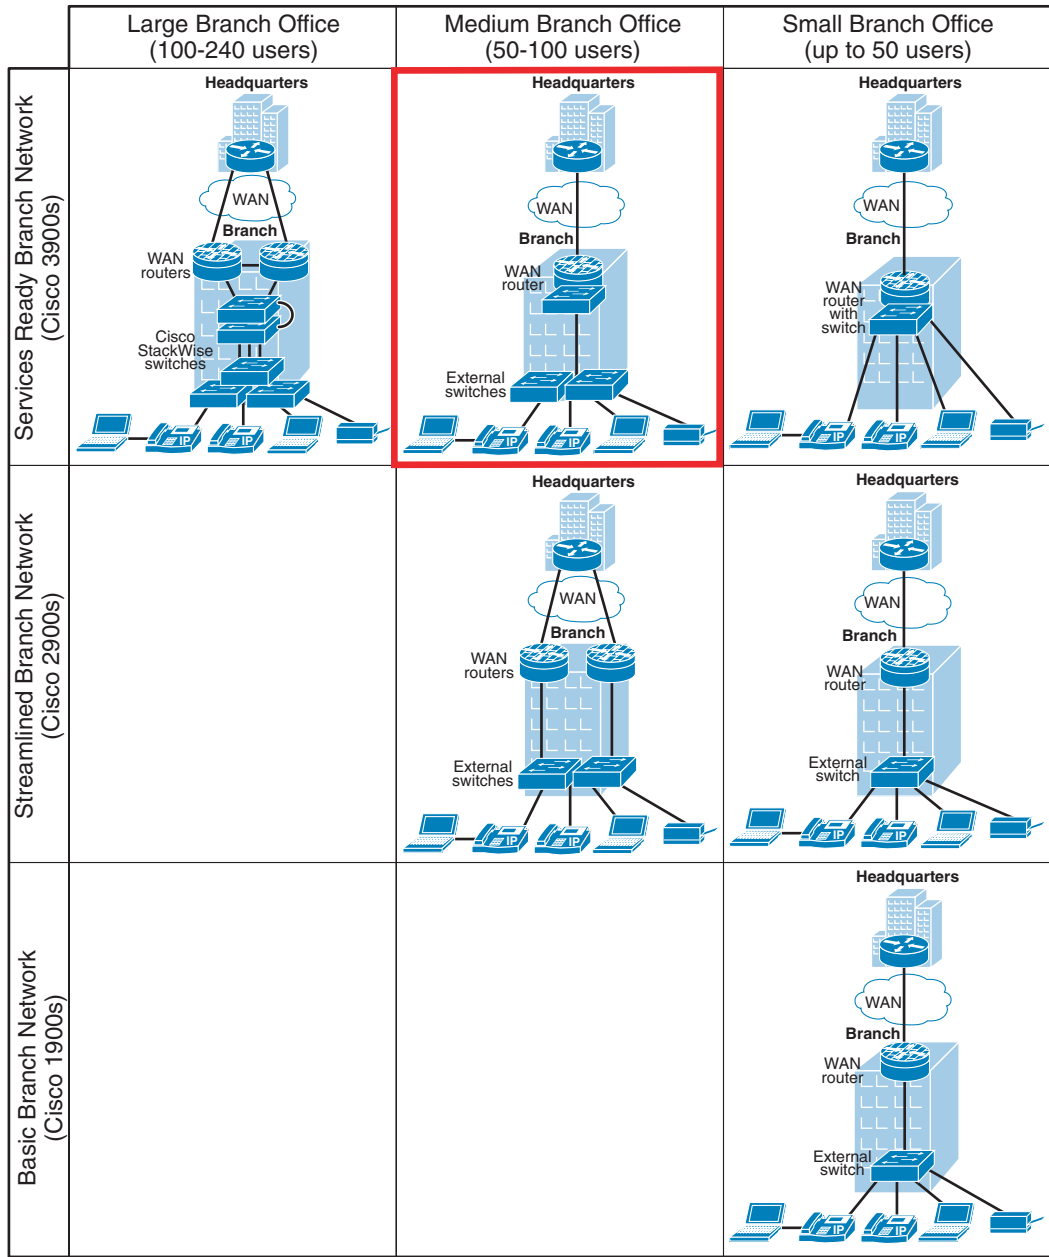 Large Branch Office
(100-240 users)
Medium Branch Office
(50-100 users)
Small Branch Office
(up to 50 users)
Services Ready Branch Network
(Cisco 3900s)
Headquarters
WAN
Branch
WAN
routers
Cisco
StackWise
switches
IP
IP
Headquarters
WAN
Branch
WAN
router
External
switches
IP
IP
Headquarters
WAN
Branch
WAN
router
with
switch
IP
IP
Streamlined Branch Network
(Cisco 2900s)
Headquarters
WAN
Branch
WAN
routers
External
switches
IP
IP
Headquarters
WAN
Branch
WAN
router
External
switch
IP
IP
Basic Branch Network
(Cisco 1900s)
Headquarters
WAN
Branch
WAN
router
External
switch
IP
IP